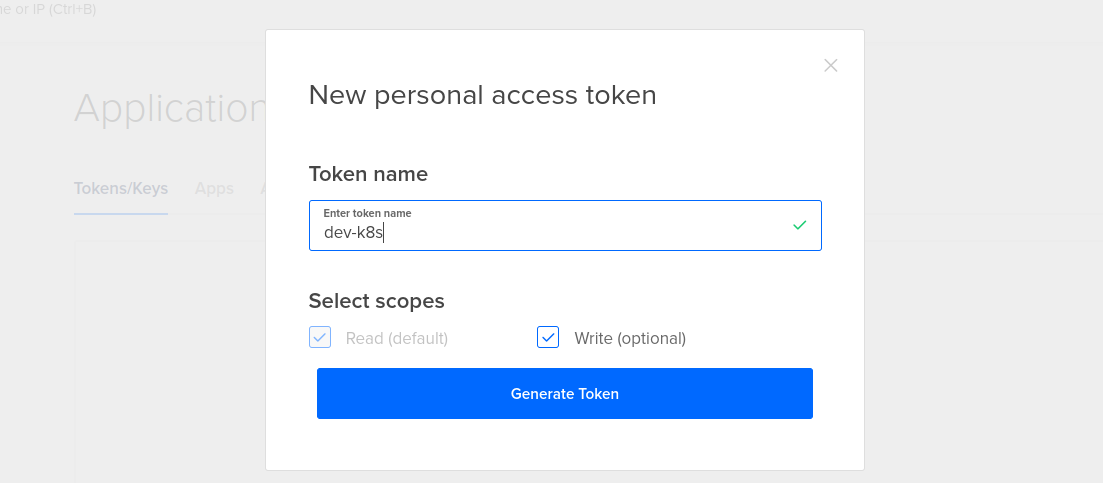 ne or IP (Ctrl+B)
New personal access token
Application
Tokens/Keys Apps A
Token name
Enter token name
dev-k8s
Select scopes
Read (default) Write (optional)
Generate Token